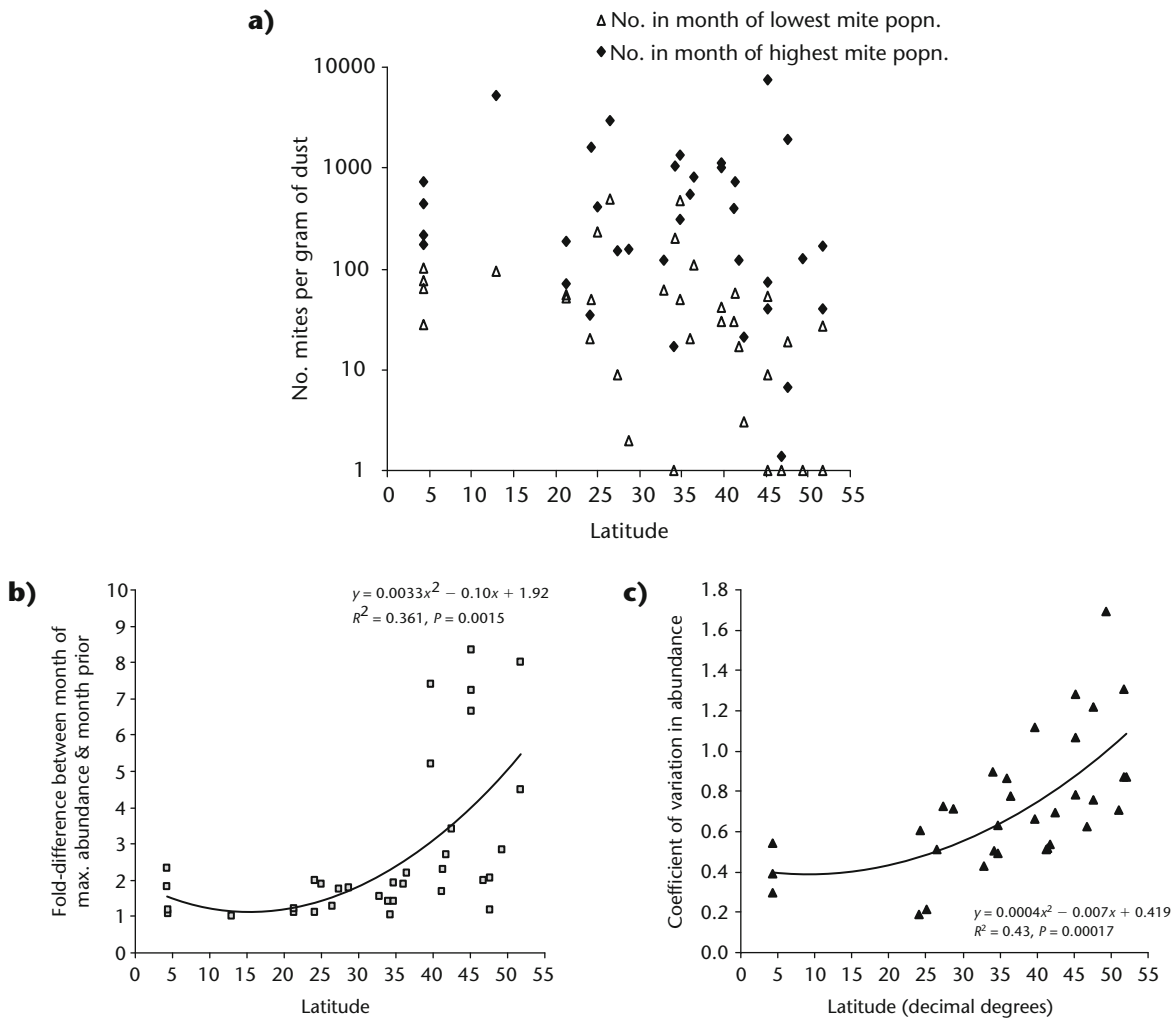 a)
△ No. in month of lowest mite popn.
◆ No. in month of highest mite popn.
No. mites per gram of dust
10000
1000
100
10
1
0 5 10 15 20 25 30 35 40 45 50 55
Latitude
b)
Fold-difference between month of
max. abundance & month prior
10
9
8
7
6
5
4
3
2
1
0
y = 0.0033x² − 0.10x + 1.92
R² = 0.361, P = 0.0015
0 5 10 15 20 25 30 35 40 45 50 55
Latitude
c)
Coefficient of variation in abundance
1.8
1.6
1.4
1.2
1.0
0.8
0.6
0.4
0.2
0.0
y = 0.0004x² − 0.007x + 0.419
R² = 0.43, P = 0.00017
0 5 10 15 20 25 30 35 40 45 50 55
Latitude (decimal degrees)